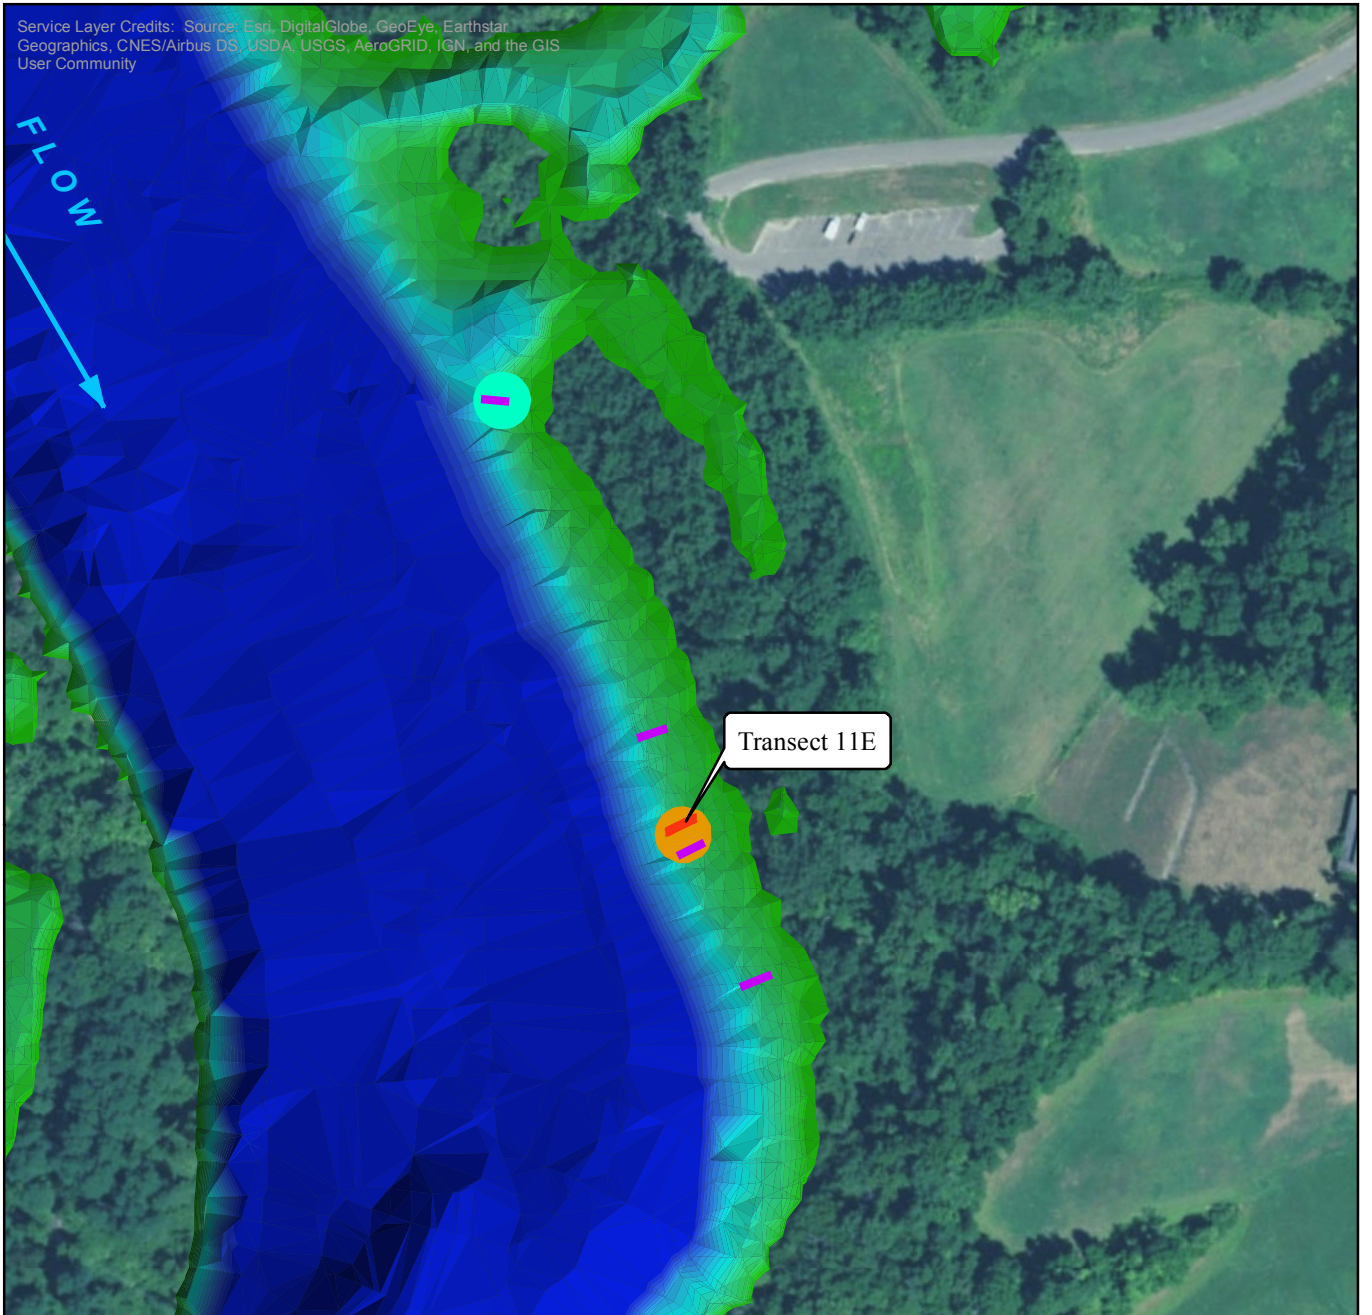 Service Layer Credits: Source: Esri, DigitalGlobe, GeoEye, Earthstar
Geographics, CNES/Airbus DS, USDA, USGS, AeroGRID, IGN, and the GIS
User Community
FLOW
Transect 11E